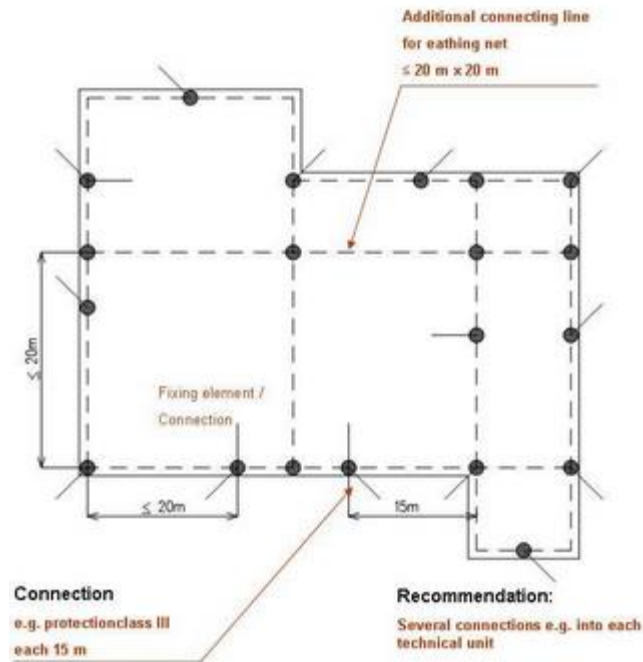 Additional connecting line
for eathing net
≤ 20 m x 20 m
≤ 20m
Fixing element /
Connection
≤ 20m
15m
Connection
e.g. protectionclass III
each 15 m
Recommendation:
Several connections e.g. into each
technical unit